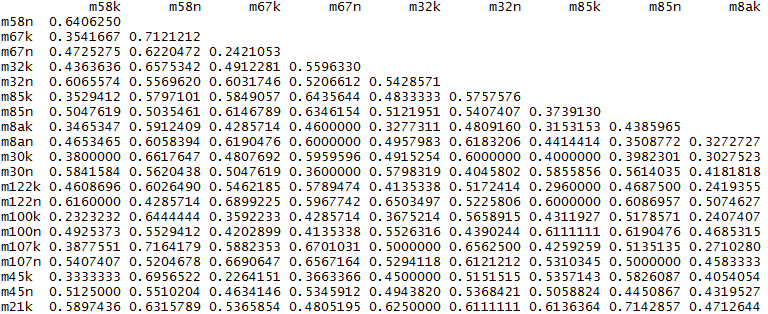 m58k m58n m67k m67n m32k m32n m85k m85n m8ak
m58n 0.6406250
m67k 0.3541667 0.7121212
m67n 0.4725275 0.6220472 0.2421053
m32k 0.4363636 0.6575342 0.4912281 0.5596330
m32n 0.6065574 0.5569620 0.6031746 0.5206612 0.5428571
m85k 0.3529412 0.5797101 0.5849057 0.6435644 0.4833333 0.5757576
m85n 0.5047619 0.5035461 0.6146789 0.6346154 0.5121951 0.5407407 0.3739130
m8ak 0.3465347 0.5912409 0.4285714 0.4600000 0.3277311 0.4809160 0.3153153 0.4385965
m8an 0.4653465 0.6058394 0.6190476 0.6000000 0.4957983 0.6183206 0.4414414 0.3508772 0.3272727
m30k 0.3800000 0.6617647 0.4807692 0.5959596 0.4915254 0.6000000 0.4000000 0.3982301 0.3027523
m30n 0.5841584 0.5620438 0.5047619 0.3600000 0.5798319 0.4045802 0.5855856 0.5614035 0.4181818
m122k 0.4608696 0.6026490 0.5462185 0.5789474 0.4135338 0.5172414 0.2960000 0.4687500 0.2419355
m122n 0.6160000 0.4285714 0.6899225 0.5967742 0.6503497 0.5225806 0.6000000 0.6086957 0.5074627
m100k 0.2323232 0.6444444 0.3592233 0.4285714 0.3675214 0.5658915 0.4311927 0.5178571 0.2407407
m100n 0.4925373 0.5529412 0.4202899 0.4135338 0.5526316 0.4390244 0.6111111 0.6190476 0.4685315
m107k 0.3877551 0.7164179 0.5882353 0.6701031 0.5000000 0.6562500 0.4259259 0.5135135 0.2710280
m107n 0.5407407 0.5204678 0.6690647 0.6567164 0.5294118 0.6121212 0.5310345 0.5000000 0.4583333
m45k 0.3333333 0.6956522 0.2264151 0.3663366 0.4500000 0.5151515 0.5357143 0.5826087 0.4054054
m45n 0.5125000 0.5510204 0.4634146 0.5345912 0.4943820 0.5368421 0.5058824 0.4450867 0.4319527
m21k 0.5897436 0.6315789 0.5365854 0.4805195 0.6250000 0.6111111 0.6136364 0.7142857 0.4712644